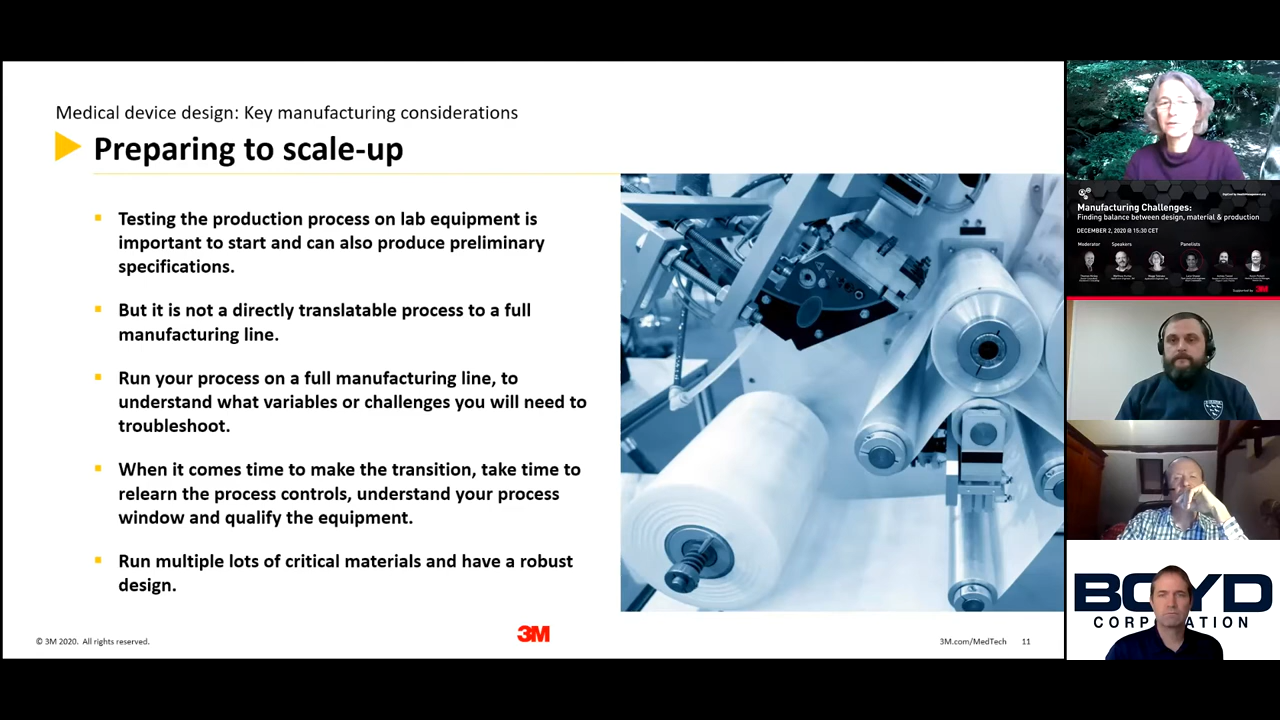 Medical device design: Key manufacturing considerations
Preparing to scale-up
Testing the production process on lab equipment is
important to start and can also produce preliminary
specifications.
But it is not a directly translatable process to a full
manufacturing line.
Run your process on a full manufacturing line, to
understand what variables or challenges you will need to
troubleshoot.
When it comes time to make the transition, take time to
relearn the process controls, understand your process
window and qualify the equipment.
Run multiple lots of critical materials and have a robust
design.
© 3M 2020. All rights reserved.
3M
3M.com/MedTech 11
Manufacturing Challenges:
Finding balance between design, material & production
DECEMBER 2, 2020 @ 15:30 CET
Moderator Speakers Panelists
3M
BOYD
CORPORATION